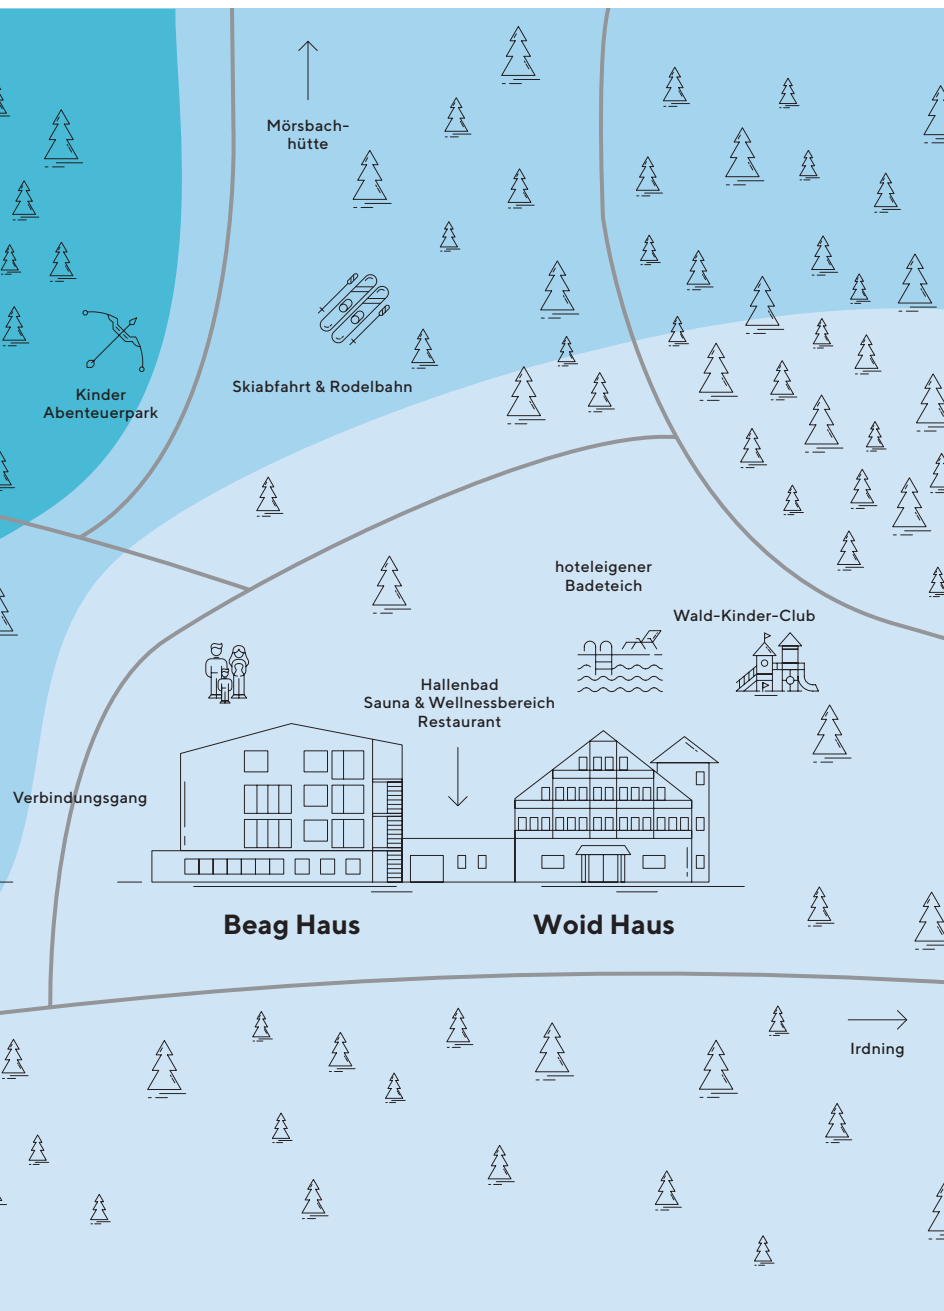 Mörsbach-
hütte
Skiabfahrt & Rodelbahn
Kinder
Abenteuerpark
hoteleigener
Badeteich
Wald-Kinder-Club
Hallenbad
Sauna & Wellnessbereich
Restaurant
Verbindungsgang
Beag Haus
Woid Haus
Irdning